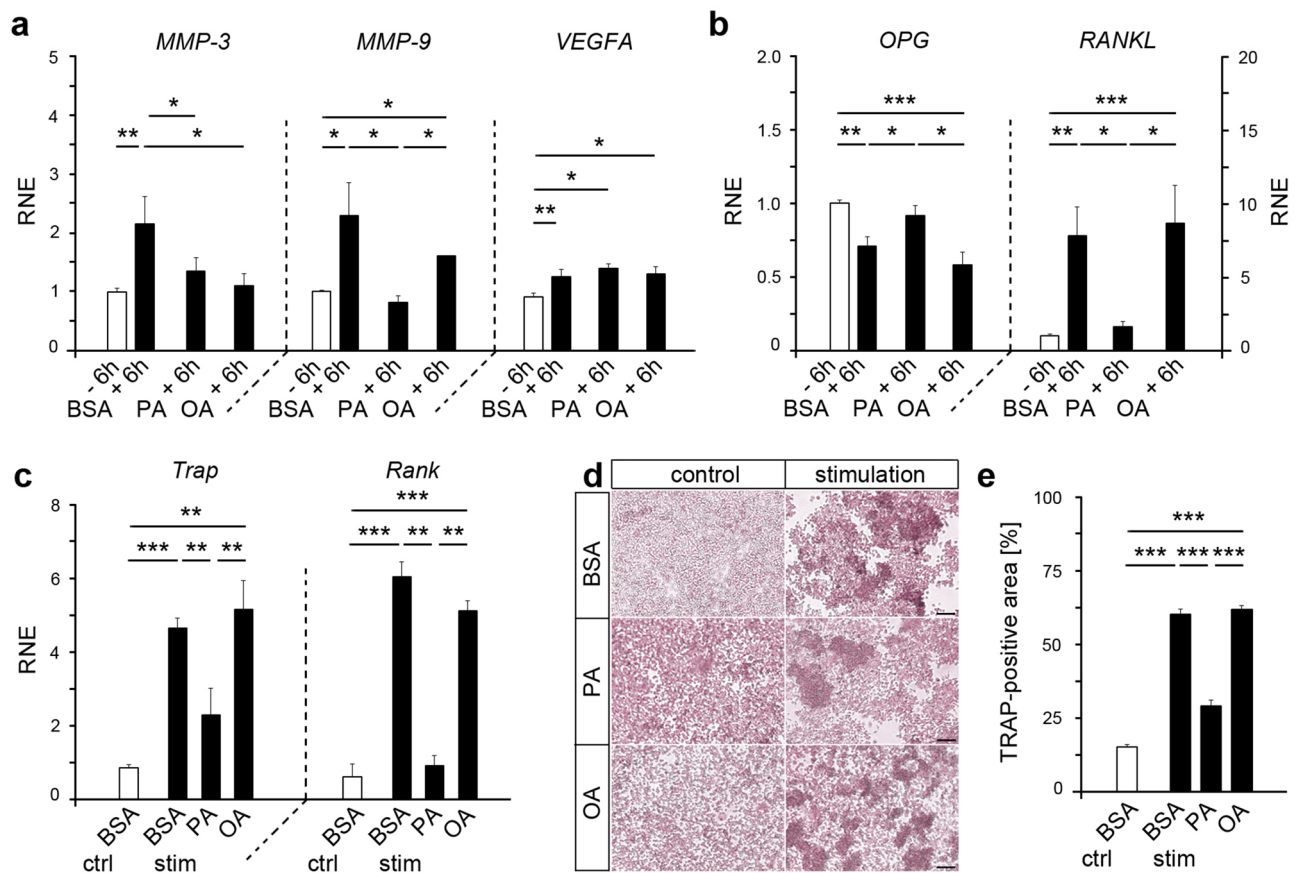 a
MMP-3 MMP-9 VEGFA
5
4
3
2
1
0
RNE
* ** *
* * * *
* * **
- 6h + 6h + 6h + 6h - 6h + 6h + 6h + 6h - 6h + 6h + 6h + 6h
BSA PA OA BSA PA OA BSA PA OA
b
OPG RANKL
2.0
1.5
1.0
0.5
0
RNE
20
15
10
5
0
RNE
*** ***
** * * ** * *
- 6h + 6h + 6h + 6h - 6h + 6h + 6h + 6h
BSA PA OA BSA PA OA
c
Trap Rank
8
6
4
2
0
RNE
** ***
*** ** ** *** ** **
BSA BSA PA OA BSA BSA PA OA
ctrl stim ctrl stim
d
control stimulation
BSA
PA
OA
e
100
75
50
25
0
TRAP-positive area [%]
***
*** *** ***
BSA BSA PA OA
ctrl stim